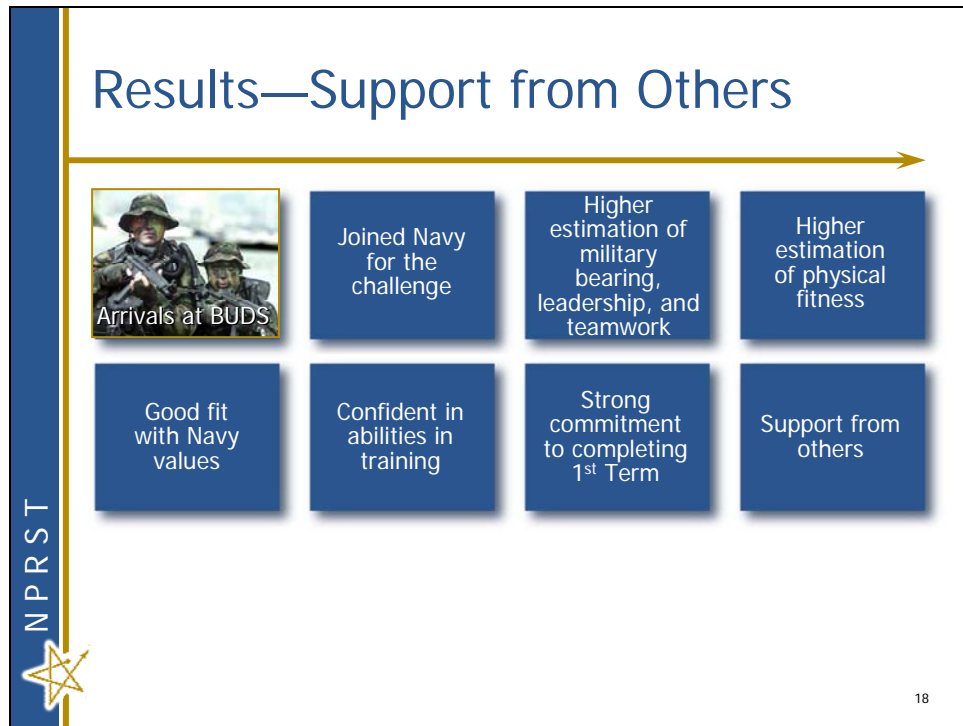 Results—Support from Others
Arrivals at BUDS
Joined Navy
for the
challenge
Higher
estimation of
military
bearing,
leadership, and
teamwork
Higher
estimation
of physical
fitness
Good fit
with Navy
values
Confident in
abilities in
training
Strong
commitment
to completing
1st Term
Support from
others
NPRST
18